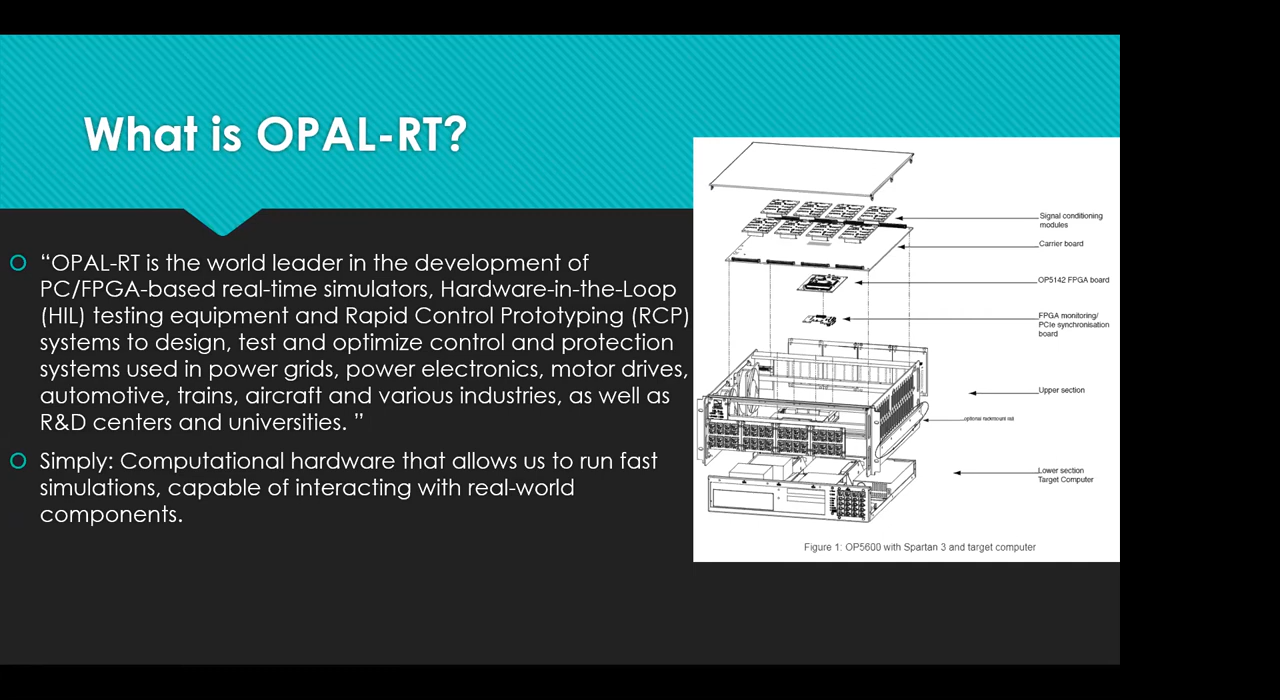 What is OPAL-RT?
“OPAL-RT is the world leader in the development of
PC/FPGA-based real-time simulators, Hardware-in-the-Loop
(HIL) testing equipment and Rapid Control Prototyping (RCP)
systems to design, test and optimize control and protection
systems used in power grids, power electronics, motor drives,
automotive, trains, aircraft and various industries, as well as
R&D centers and universities. ”
Simply: Computational hardware that allows us to run fast
simulations, capable of interacting with real-world
components.
Signal conditioning
modules
Carrier board
OP5142 FPGA board
FPGA monitoring/
PCIe synchronisation
board
Upper section
optional rackmount rail
Lower section
Target Computer
Figure 1: OP5600 with Spartan 3 and target computer